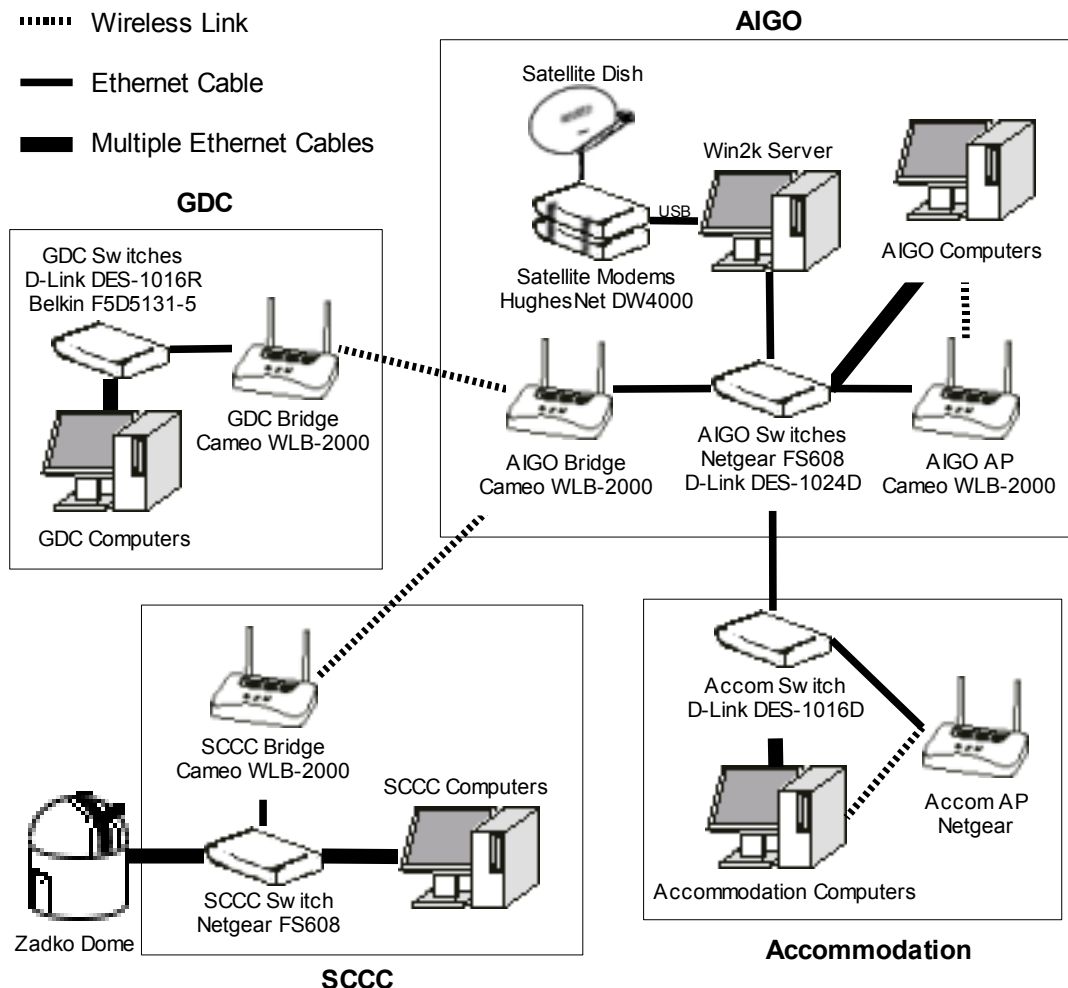 Wireless Link
Ethernet Cable
Multiple Ethernet Cables
AIGO
Satellite Dish
Win2k Server
USB
AIGO Computers
Satellite Modems
HughesNet DW4000
GDC
GDC Switches
D-Link DES-1016R
Belkin F5D5131-5
GDC Bridge
Cameo WLB-2000
GDC Computers
AIGO Bridge
Cameo WLB-2000
AIGO Switches
Netgear FS608
D-Link DES-1024D
AIGO AP
Cameo WLB-2000
SCCC Bridge
Cameo WLB-2000
SCCC Computers
SCCC Switch
Netgear FS608
Zadko Dome
SCCC
Accom Switch
D-Link DES-1016D
Accom AP
Netgear
Accommodation Computers
Accommodation